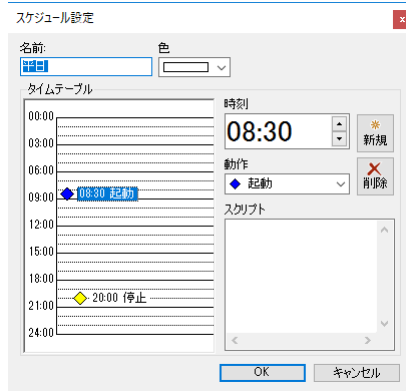 スケジュール設定
x
名前:
色
平日
タイムテーブル
00:00
03:00
06:00
09:00
12:00
15:00
18:00
21:00
24:00
08:30 起動
20:00 停止
時刻
08:30
新規
動作
起動
削除
スクリプト
OK
キャンセル